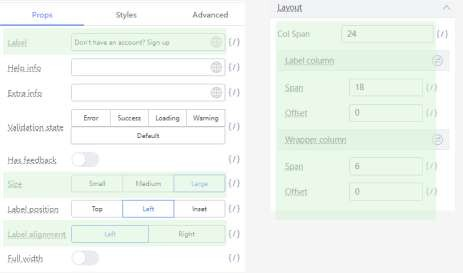 Props Styles Advanced
Label Don't have an account? Sign up {/}
Help info {/}
Extra info {/}
Validation state Error Success Loading Warning {/}
Default
Has feedback {/}
Size Small Medium Large {/}
Label position Top Left Inset {/}
Label alignment Left Right {/}
Full width {/}
Layout
Col Span 24 {/}
Label column
Span 18 {/}
Offset 0 {/}
Wrapper column
Span 6 {/}
Offset 0 {/}